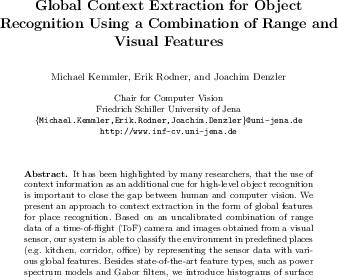 Global Context Extraction for Object
Recognition Using a Combination of Range and
Visual Features
Michael Kemmler, Erik Rodner, and Joachim Denzler
Chair for Computer Vision
Friedrich Schiller University of Jena
{Michael.Kemmler,Erik.Rodner,Joachim.Denzler}@uni-jena.de
http://www.inf-cv.uni-jena.de
Abstract. It has been highlighted by many researchers, that the use of
context information as an additional cue for high-level object recognition
is important to close the gap between human and computer vision. We
present an approach to context extraction in the form of global features
for place recognition. Based on an uncalibrated combination of range
data of a time-of-flight (ToF) camera and images obtained from a visual
sensor, our system is able to classify the environment in predefined places
(e.g. kitchen, corridor, office) by representing the sensor data with vari-
ous global features. Besides state-of-the-art feature types, such as power
spectrum models and Gabor filters, we introduce histograms of surface